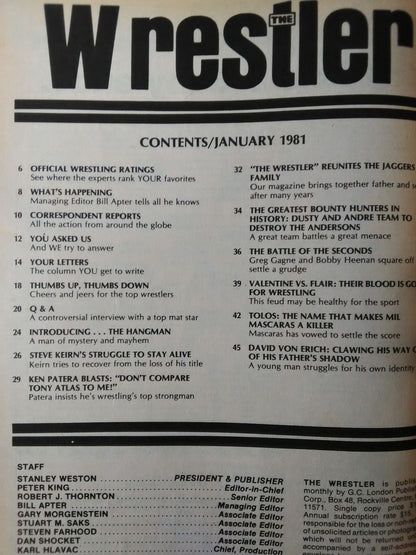 THE
Wrestler
CONTENTS/JANUARY 1981
6 OFFICIAL WRESTLING RATINGS
See where the experts rank YOUR favorites
8 WHAT'S HAPPENING
Managing Editor Bill Apter tells all he knows
10 CORRESPONDENT REPORTS
All the action from around the globe
12 YOU ASKED US
And WE try to answer
14 YOUR LETTERS
The column YOU get to write
18 THUMBS UP, THUMBS DOWN
Cheers and jeers for the top wrestlers
20 Q & A
A controversial interview with a top mat star
24 INTRODUCING . . . THE HANGMAN
A man of mystery and mayhem
26 STEVE KEIRN'S STRUGGLE TO STAY ALIVE
Keirn tries to recover from the loss of his title
29 KEN PATERA BLASTS: "DON'T COMPARE
TONY ATLAS TO ME!"
Patera insists he's wrestling's top strongman
32 "THE WRESTLER" REUNITES THE JAGGERS
FAMILY
Our magazine brings together father and
after many years
34 THE GREATEST BOUNTY HUNTERS IN
HISTORY: DUSTY AND ANDRE TEAM TO
DESTROY THE ANDERSONS
A great team battles a great menace
36 THE BATTLE OF THE SECONDS
Greg Gagne and Bobby Heenan square off
settle a grudge
39 VALENTINE VS. FLAIR: THEIR BLOOD IS
FOR WRESTLING
This feud may be healthy for the sport
42 TOLOS: THE NAME THAT MAKES MIL
MASCARAS A KILLER
Mascaras has vowed to settle the score
45 DAVID VON ERICH: CLAWING HIS WAY
OF HIS FATHER'S SHADOW
A young man struggles for his own identity
STAFF
STANLEY WESTON . . . . . . . . . . . PRESIDENT & PUBLISHER
PETER KING . . . . . . . . . . . . . . . . . . . . . Editor-in-Chief
ROBERT J. THORNTON . . . . . . . . . . . . . . Senior Editor
BILL APTER . . . . . . . . . . . . . . . . . . . . Managing Editor
GARY MORGENSTEIN . . . . . . . . . . . . . . Associate Editor
STUART M. SAKS . . . . . . . . . . . . . . . . . Associate Editor
STEVEN FARHOOD . . . . . . . . . . . . . . . . Associate Editor
DAN SHOCKET . . . . . . . . . . . . . . . . . . . Associate Editor
KARL HLAVAC . . . . . . . . . . . . . . . . . . Chief, Production
THE WRESTLER is
monthly by G.C. London
Corp., Box 48, Rockville Centre,
11571. Single copy price
Annual subscription rate
responsible for the loss or
of unsolicited articles or
which will not be returned
accompanied by a